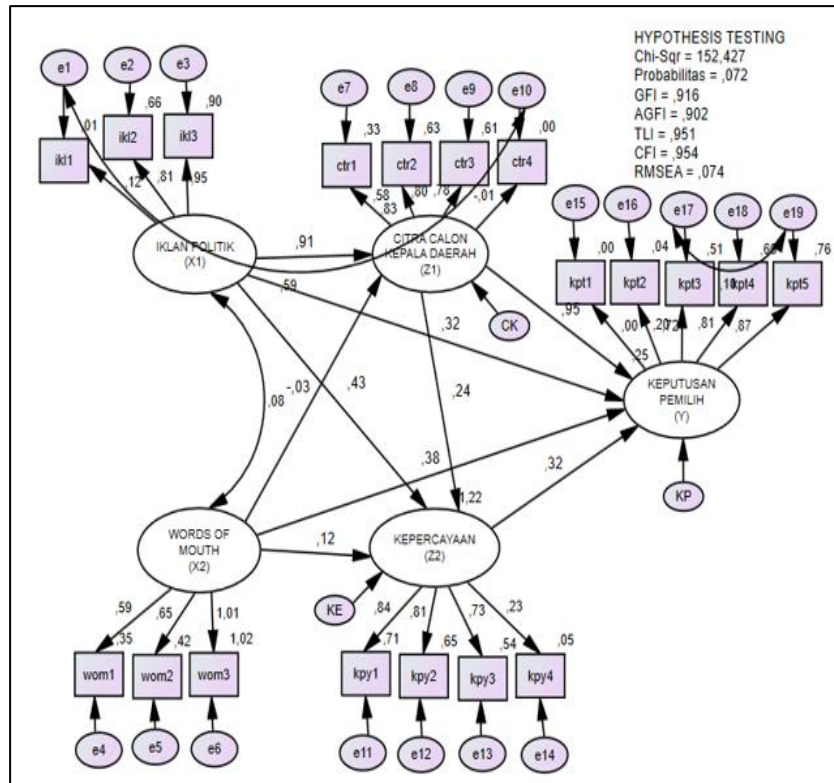 HYPOTHESIS TESTING
Chi-Sqr = 152,427
Probabilitas = ,072
GFI = ,916
AGFI = ,902
TLI = ,951
CFI = ,954
RMSEA = ,074
e1
e2
e3
,01
,66
,90
ikl1
ikl2
ikl3
,12
,81
,95
IKLAN POLITIK
(X1)
e7
e8
e9
e10
,33
,63
,61
,00
ctr1
ctr2
ctr3
ctr4
,58
,80
,78
-,01
,83
CITRA CALON
KEPALA DAERAH
(Z1)
CK
,91
,59
,32
,43
,24
,08
-,03
,38
,12
,32
,25
1,22
e15
e16
e17
e18
e19
,00
,04
,51
,76
kpt1
kpt2
kpt3
kpt4
kpt5
,10
,95
,00
,20
,72
,81
,87
KEPUTUSAN
PEMILIH
(Y)
KP
WORDS OF
MOUTH
(X2)
,59
,65
1,01
,35
,42
1,02
wom1
wom2
wom3
e4
e5
e6
KEPERCAYAAN
(Z2)
KE
,84
,81
,73
,23
,71
,65
,54
,05
kpy1
kpy2
kpy3
kpy4
e11
e12
e13
e14